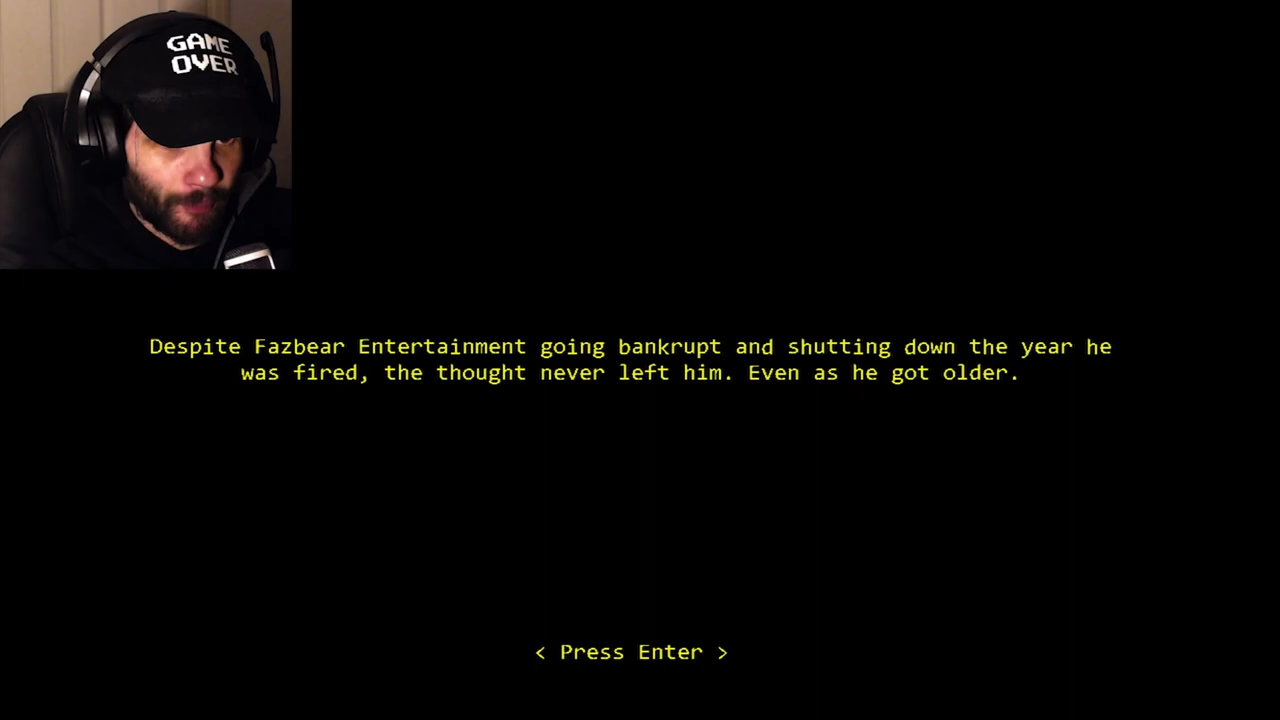 GAME
OVER
Despite Fazbear Entertainment going bankrupt and shutting down the year he
was fired, the thought never left him. Even as he got older.
< Press Enter >